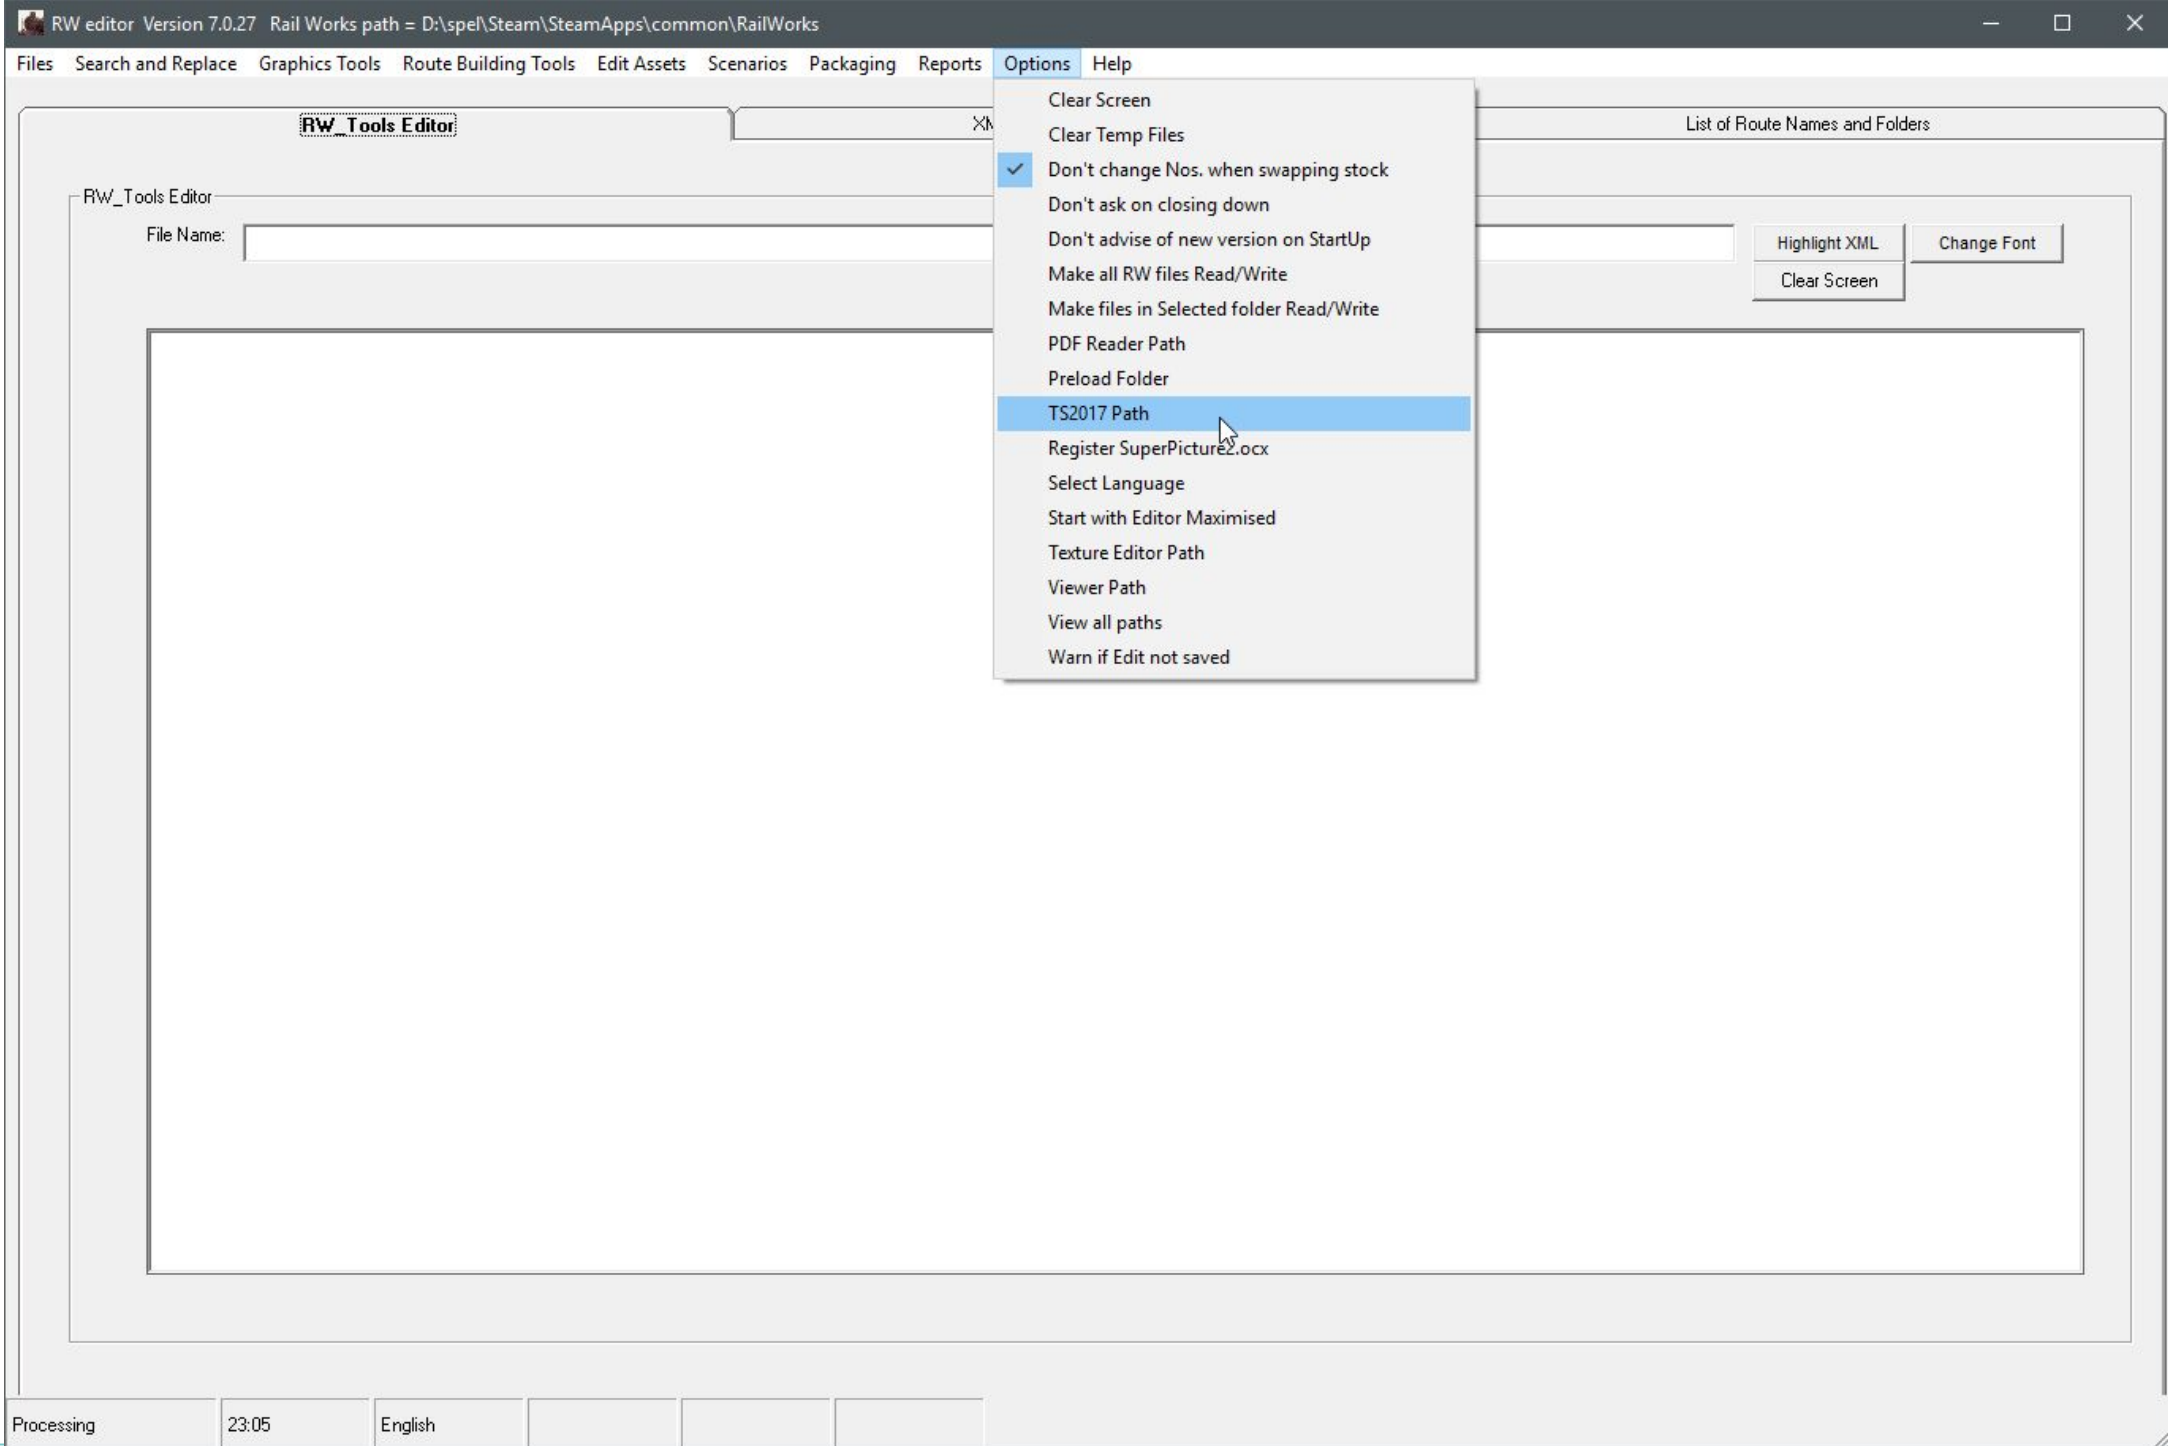 RW editor Version 7.0.27 Rail Works path = D:\spel\Steam\SteamApps\common\RailWorks
Files Search and Replace Graphics Tools Route Building Tools Edit Assets Scenarios Packaging Reports Options Help
RW_Tools Editor
XM
List of Route Names and Folders
RW_Tools Editor
File Name:
Highlight XML
Change Font
Clear Screen
Clear Screen
Clear Temp Files
Don't change Nos. when swapping stock
Don't ask on closing down
Don't advise of new version on StartUp
Make all RW files Read/Write
Make files in Selected folder Read/Write
PDF Reader Path
Preload Folder
TS2017 Path
Register SuperPicture2.ocx
Select Language
Start with Editor Maximised
Texture Editor Path
Viewer Path
View all paths
Warn if Edit not saved
Processing 23:05 English